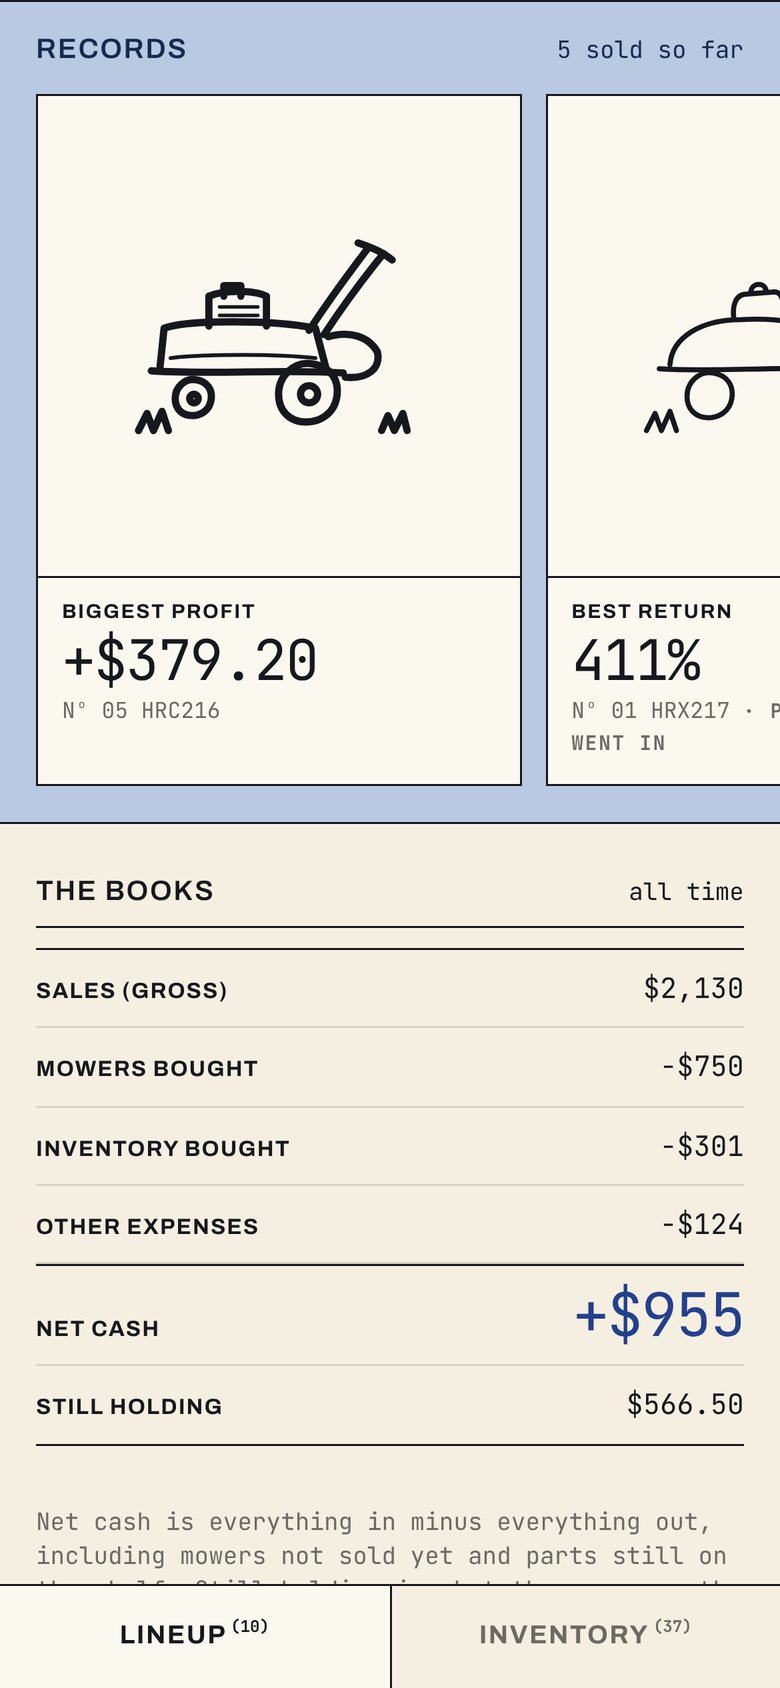 RECORDS
5 sold so far
BIGGEST PROFIT
+$379.20
Nº 05 HRC216
BEST RETURN
411%
Nº 01 HRX217 ·
WENT IN
THE BOOKS
all time
SALES (GROSS)
$2,130
MOWERS BOUGHT
-$750
INVENTORY BOUGHT
-$301
OTHER EXPENSES
-$124
NET CASH
+$955
STILL HOLDING
$566.50
Net cash is everything in minus everything out,
including mowers not sold yet and parts still on
LINEUP (10)
INVENTORY (37)